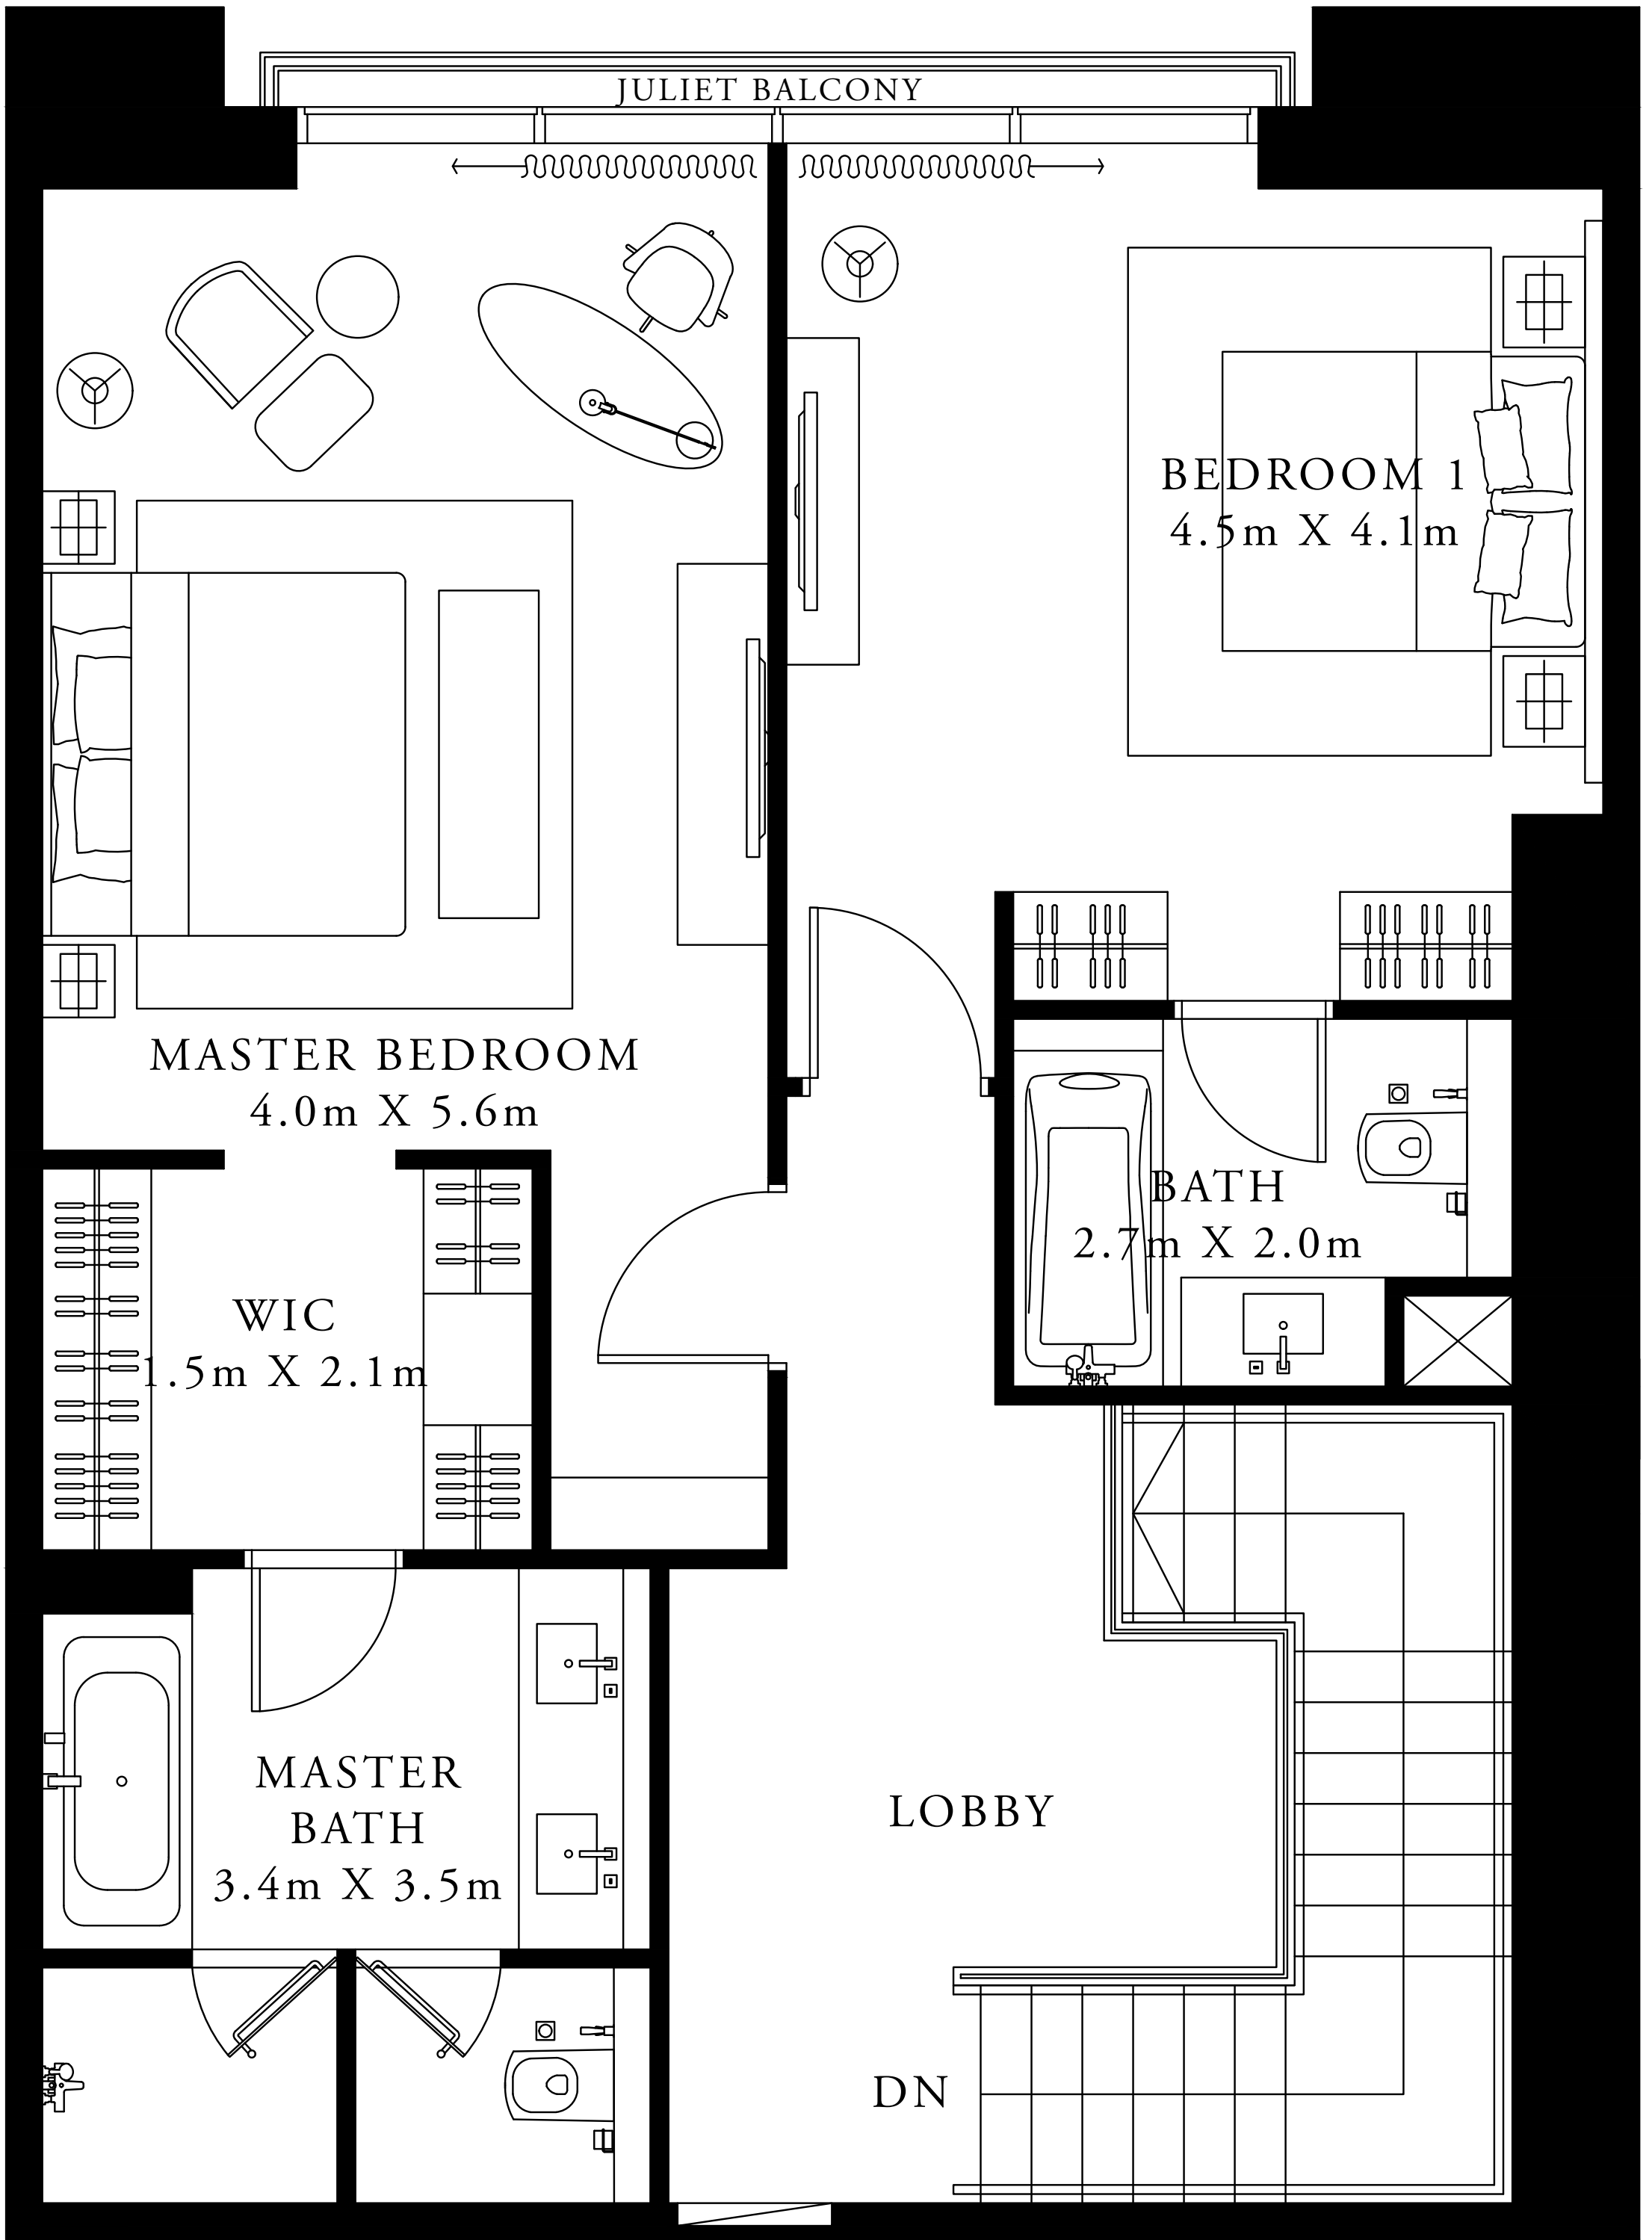 JULIET BALCONY
BEDROOM 1
4.5m X 4.1m
MASTER BEDROOM
4.0m X 5.6m
BATH
2.7m X 2.0m
WIC
1.5m X 2.1m
MASTER
BATH
3.4m X 3.5m
LOBBY
DN